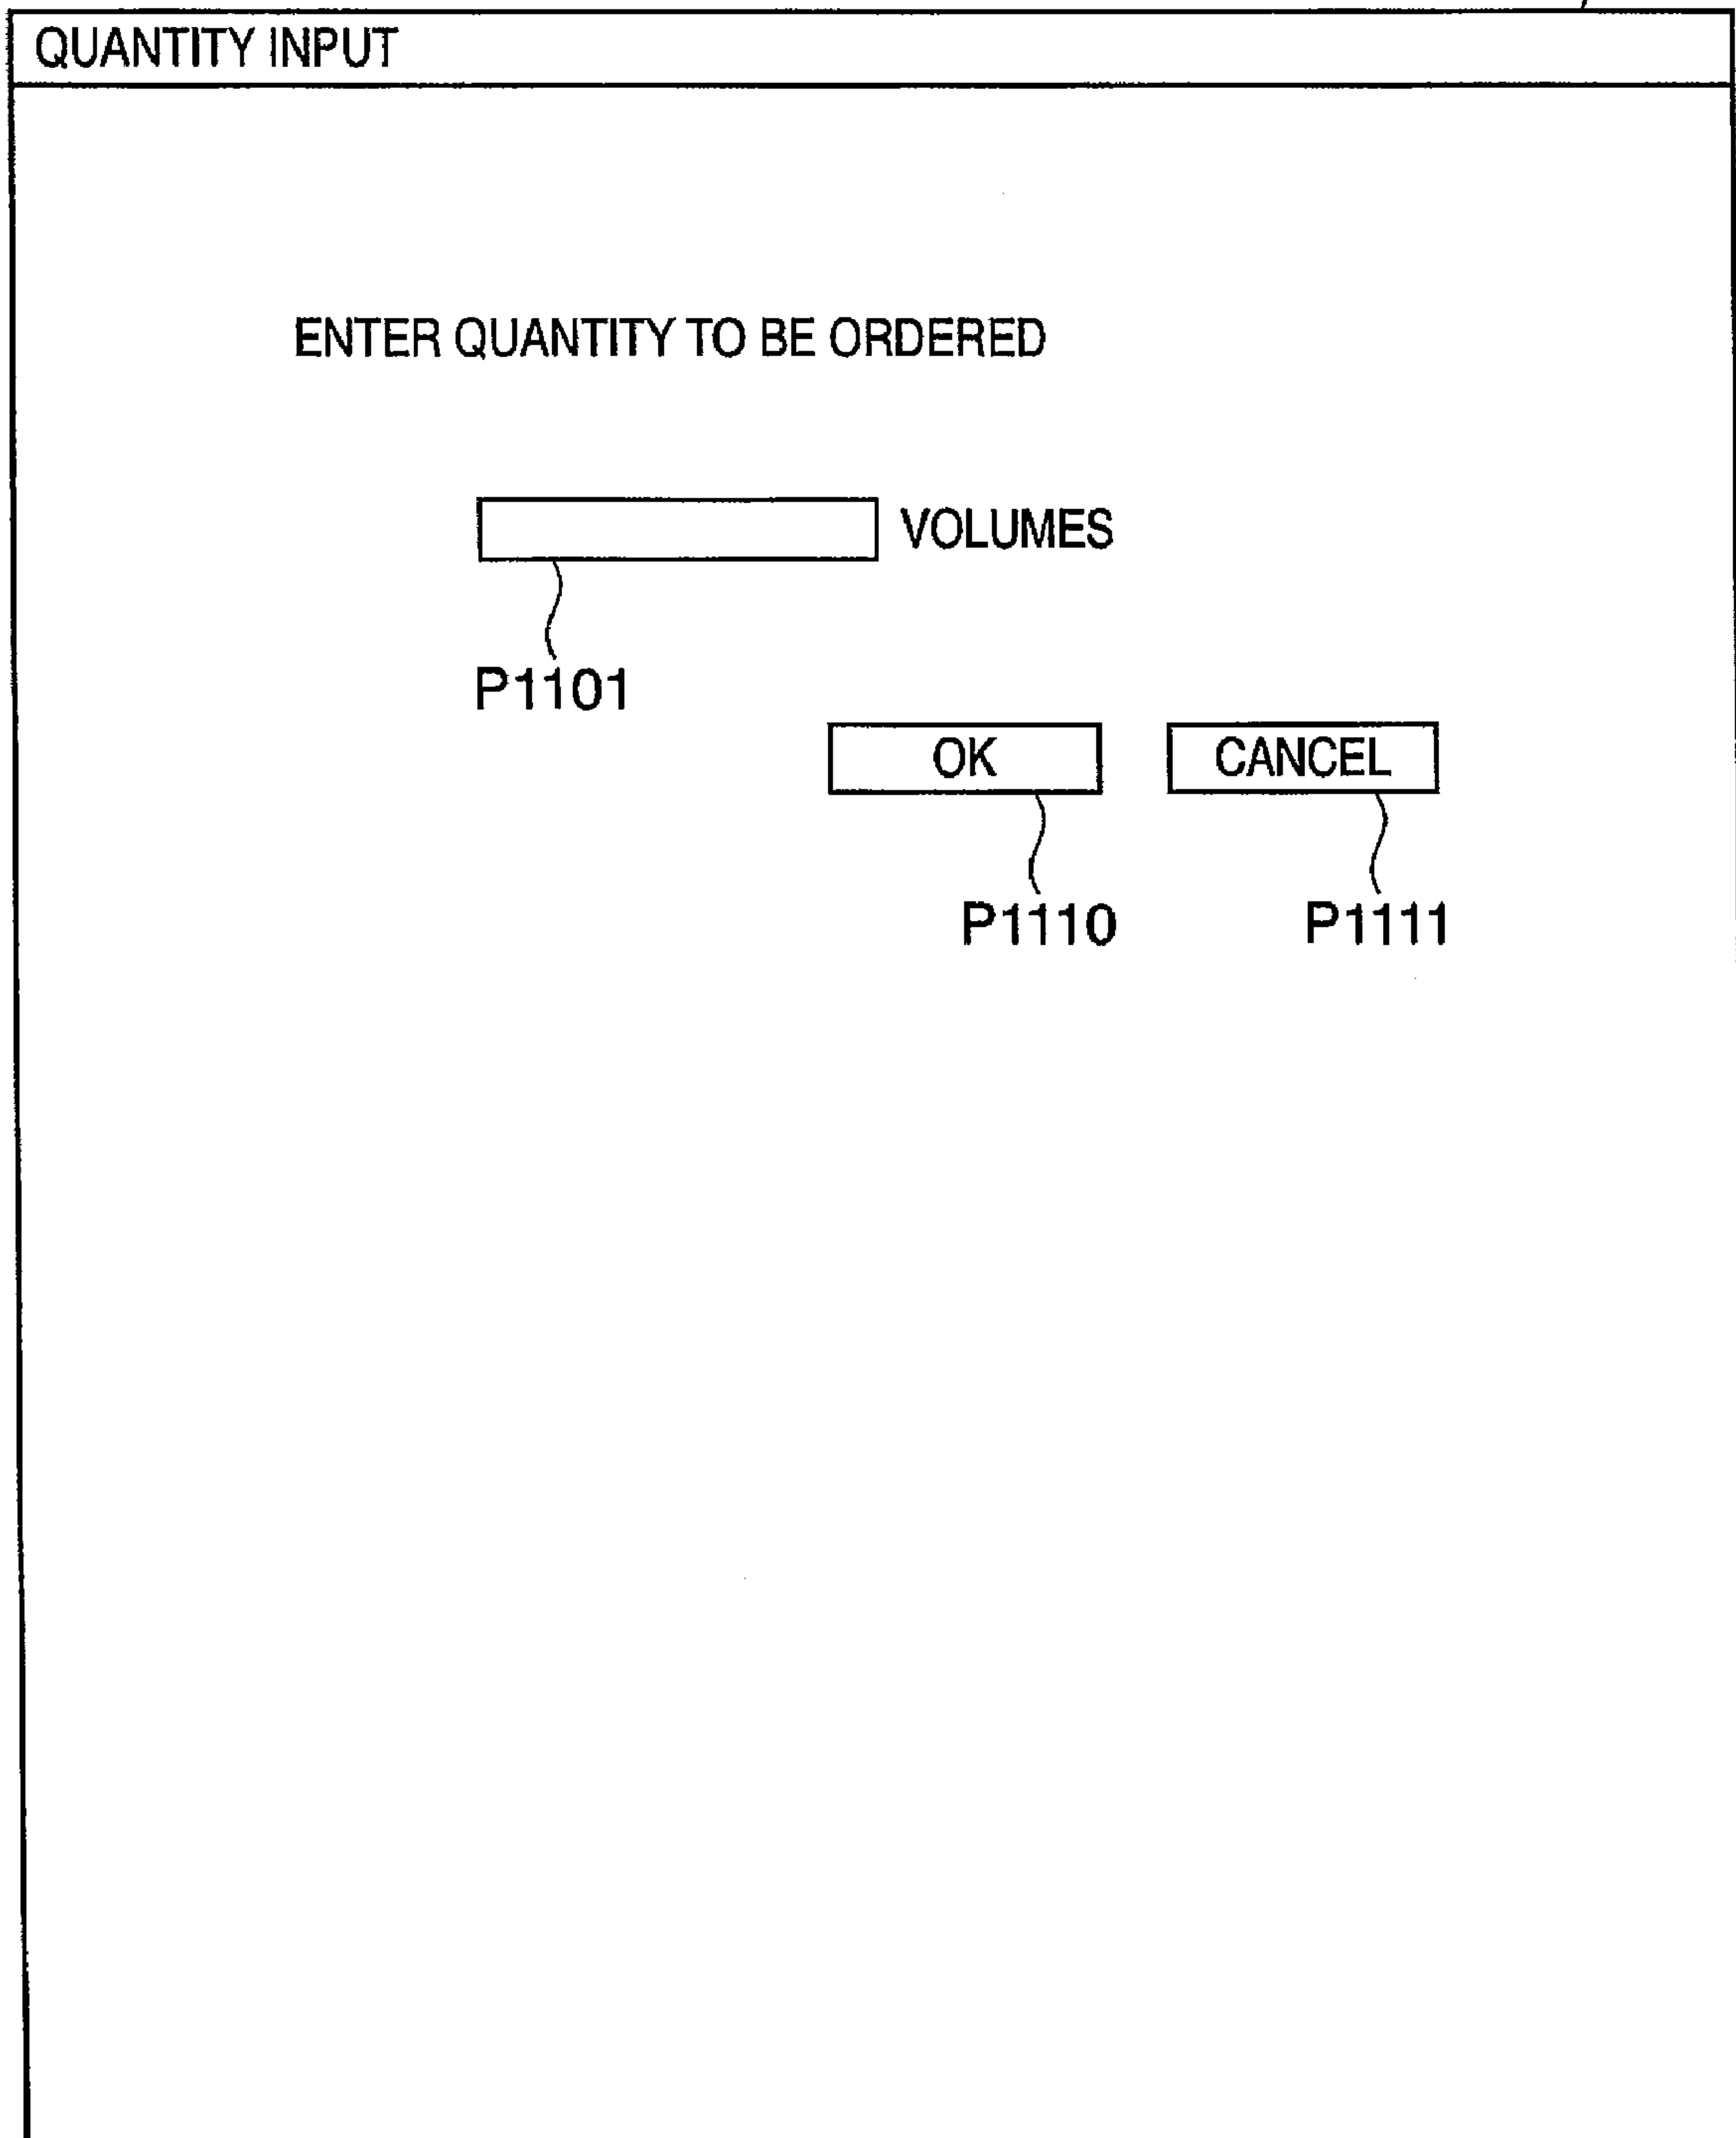 QUANTITY INPUT
ENTER QUANTITY TO BE ORDERED
VOLUMES
P1101
OK CANCEL
P1110 P1111